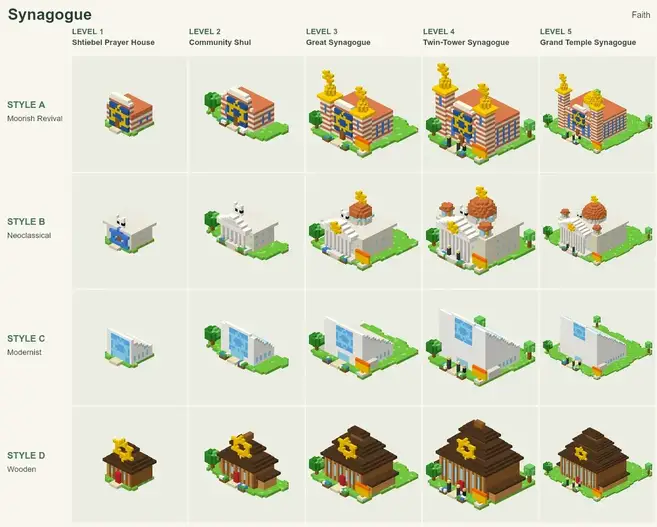 Synagogue
Faith
LEVEL 1
Shtiebel Prayer House
LEVEL 2
Community Shul
LEVEL 3
Great Synagogue
LEVEL 4
Twin-Tower Synagogue
LEVEL 5
Grand Temple Synagogue
STYLE A
Moorish Revival
STYLE B
Neoclassical
STYLE C
Modernist
STYLE D
Wooden